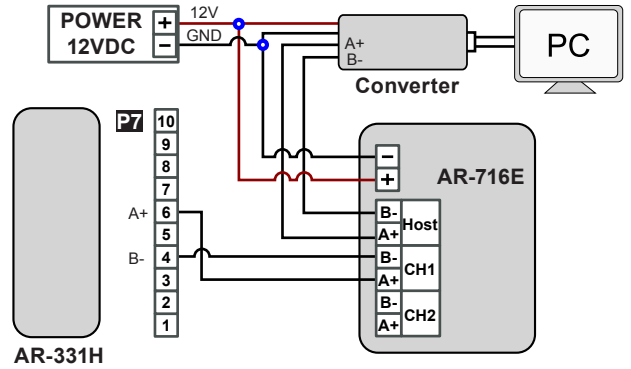 POWER + 12V
12VDC − GND
A+
B-
Converter
PC
P7 10
9
8
7
A+ 6
5
B- 4
3
2
1
AR-331H
−
+
AR-716E
B-
A+
Host
B-
A+
CH1
B-
A+
CH2